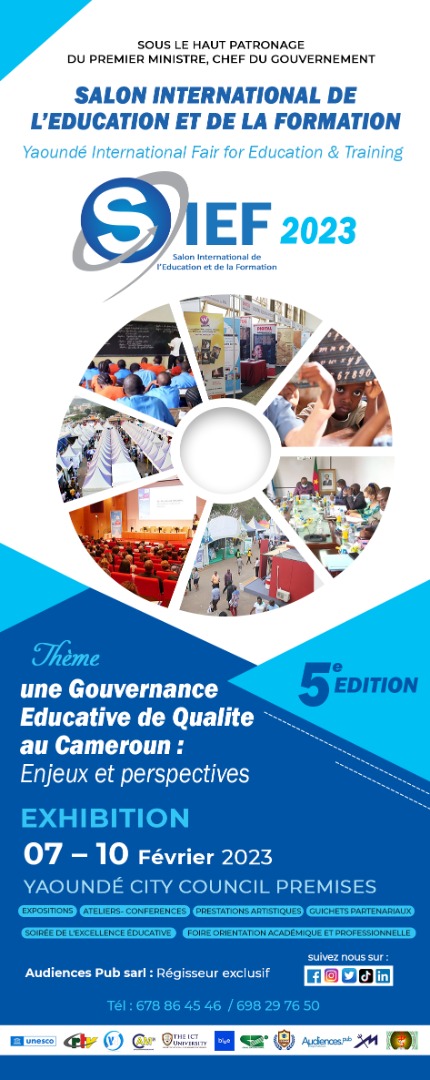 SOUS LE HAUT PATRONAGE
DU PREMIER MINISTRE, CHEF DU GOUVERNEMENT
SALON INTERNATIONAL DE
L’EDUCATION ET DE LA FORMATION
Yaoundé International Fair for Education & Training
SIEF 2023
Salon International de
l’Education et de la Formation
Thème
une Gouvernance
Educative de Qualite
au Cameroun :
Enjeux et perspectives
5e EDITION
EXHIBITION
07 – 10 Février 2023
YAOUNDÉ CITY COUNCIL PREMISES
EXPOSITIONS
ATELIERS- CONFERENCES
PRESTATIONS ARTISTIQUES
GUICHETS PARTENARIAUX
SOIRÉE DE L'EXCELLENCE ÉDUCATIVE
FOIRE ORIENTATION ACADÉMIQUE ET PROFESSIONNELLE
Audiences Pub sarl : Régisseur exclusif
suivez nous sur :
Tél : 678 86 45 46 / 698 29 76 50
unesco
THE ICT
UNIVERSITY
Audiences pub